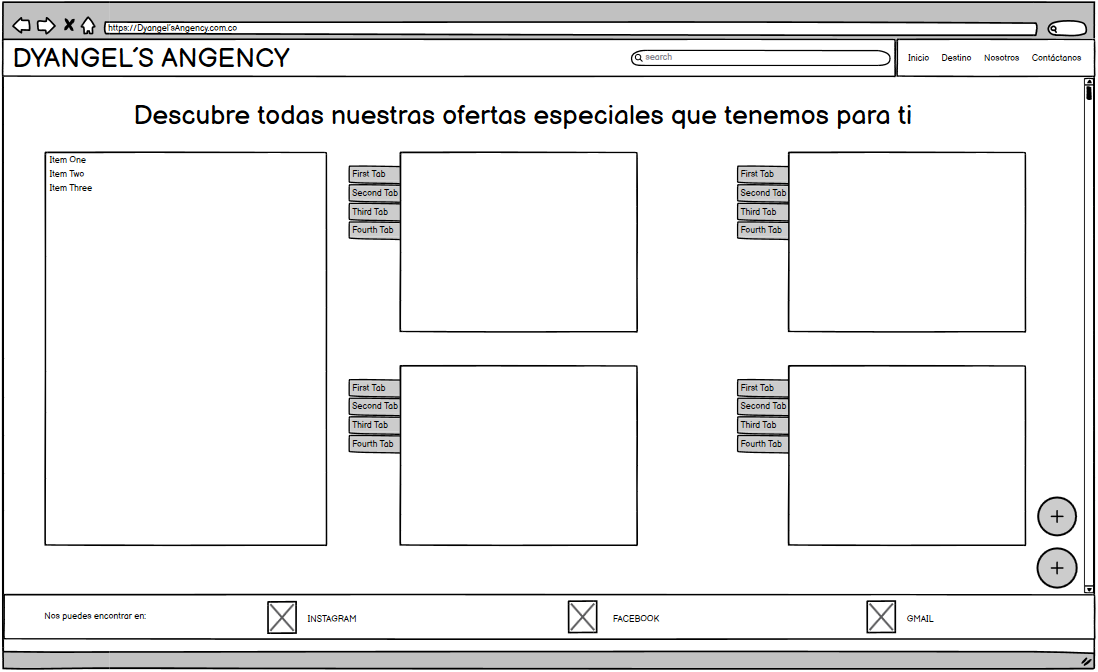 https://Dyangel'sAngency.com.co
DYANGEL´S ANGENCY
search
Inicio Destino Nosotros Contáctanos
Descubre todas nuestras ofertas especiales que tenemos para ti
Item One
Item Two
Item Three
First Tab
Second Tab
Third Tab
Fourth Tab
First Tab
Second Tab
Third Tab
Fourth Tab
First Tab
Second Tab
Third Tab
Fourth Tab
First Tab
Second Tab
Third Tab
Fourth Tab
+
+
Nos puedes encontrar en: INSTAGRAM FACEBOOK GMAIL